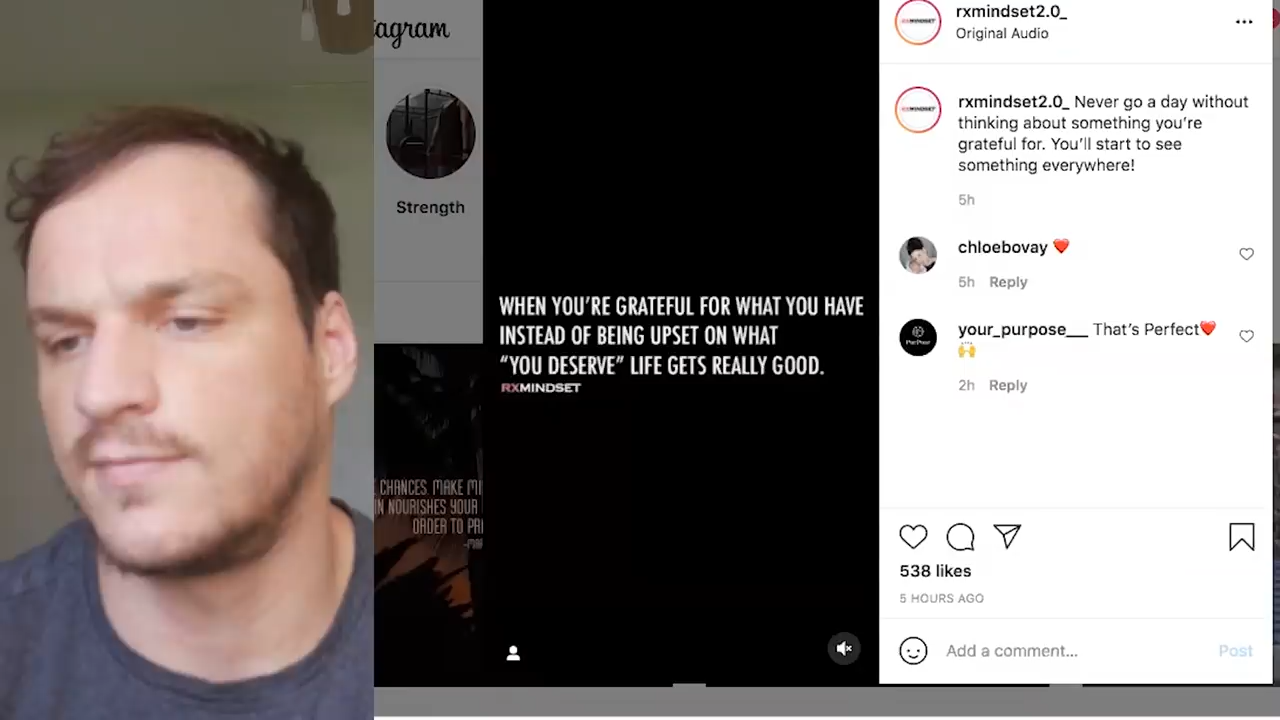 tagram
Strength
CHANCES. MAKE MI
IN NOURISHES YOUR
ORDER TO
WHEN YOU'RE GRATEFUL FOR WHAT YOU HAVE
INSTEAD OF BEING UPSET ON WHAT
“YOU DESERVE” LIFE GETS REALLY GOOD.
RXMINDSET
rxmindset2.0_
Original Audio
rxmindset2.0_ Never go a day without
thinking about something you're
grateful for. You'll start to see
something everywhere!
5h
chloebovay ❤️
5h Reply
your_purpose___ That's Perfect❤️
🙌
2h Reply
538 likes
5 HOURS AGO
Add a comment...
Post